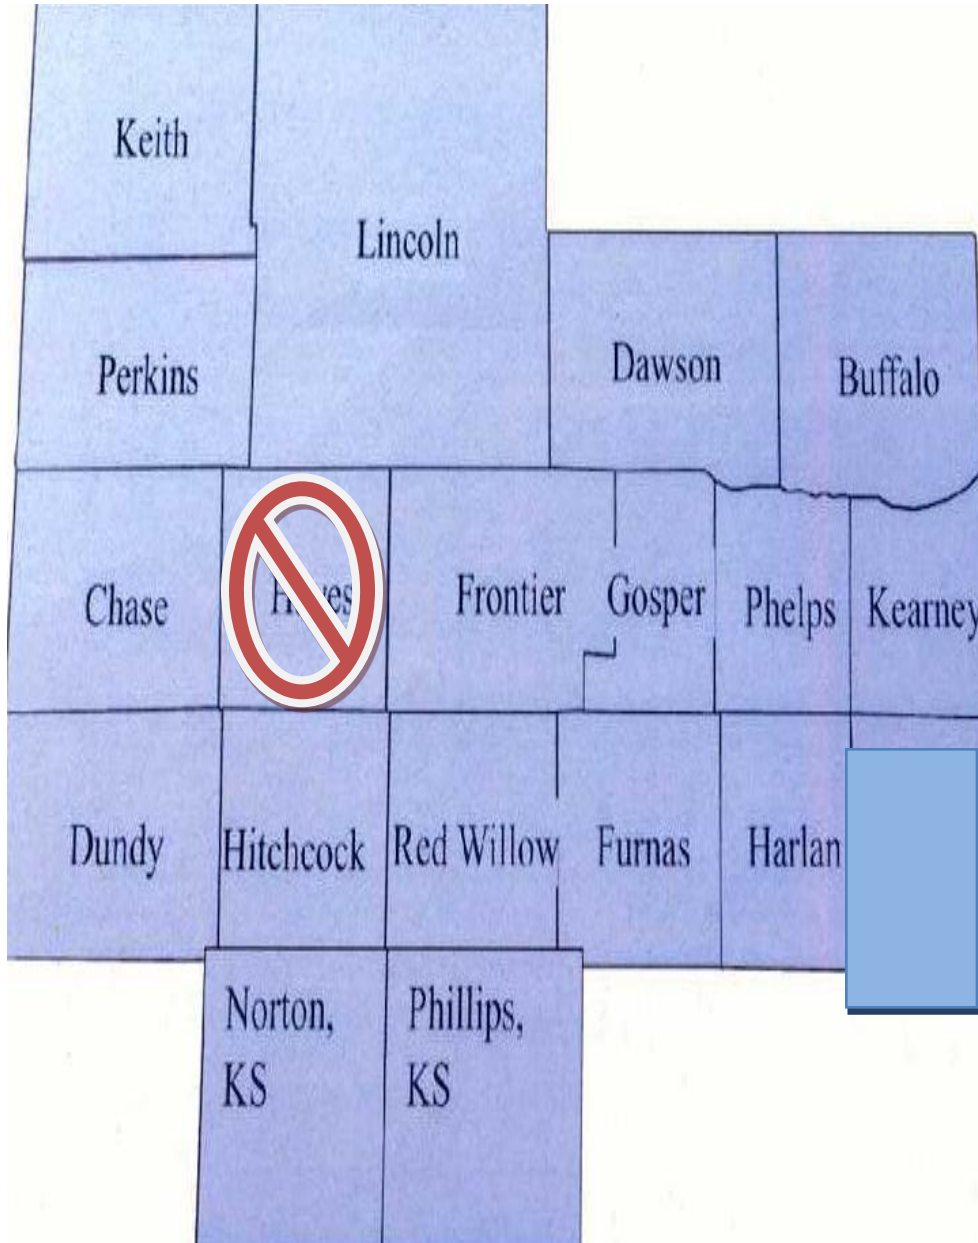 Keith
Lincoln
Perkins
Dawson
Buffalo
Chase
Frontier
Gosper
Phelps
Kearney
Dundy
Hitchcock
Red Willow
Furnas
Harlan
Norton,
KS
Phillips,
KS